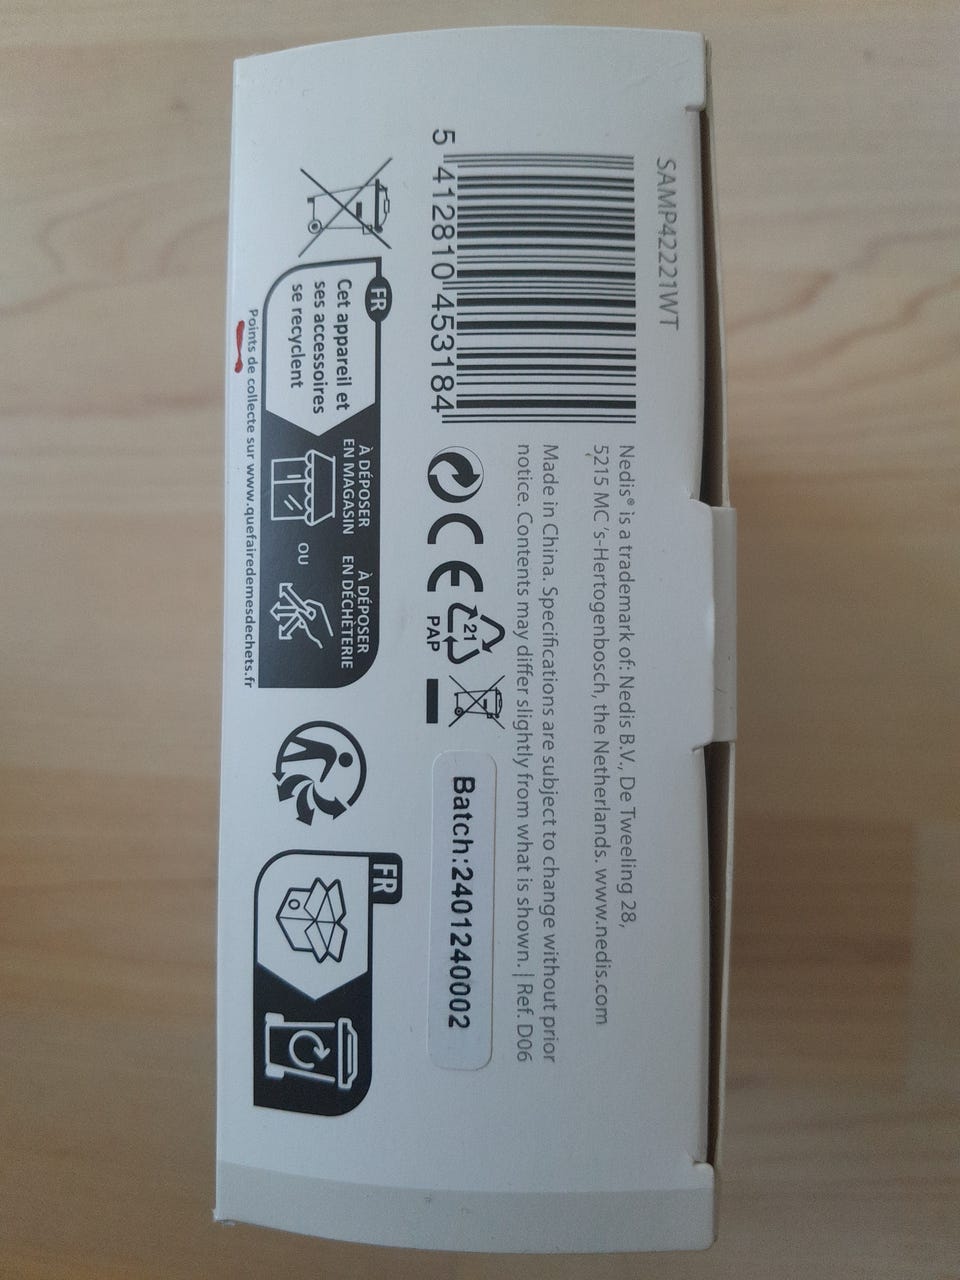 SAMP42221WT
5 412810 453184
Nedis® is a trademark of: Nedis B.V., De Tweeling 28,
5215 MC 's-Hertogenbosch, the Netherlands. www.nedis.com
Made in China. Specifications are subject to change without prior
notice. Contents may differ slightly from what is shown. | Ref. D06
CE
21
PAP
Batch:2401240002
FR
Cet appareil et
ses accessoires
se recyclent
À DÉPOSER
EN MAGASIN
OU
À DÉPOSER
EN DÉCHÈTERIE
Points de collecte sur www.quefairedemesdechets.fr
FR